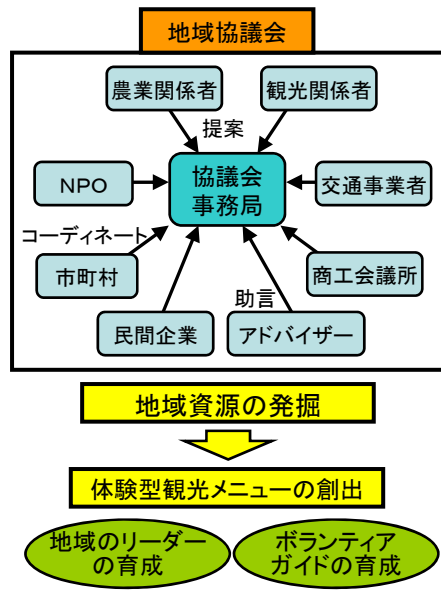 地域協議会
農業関係者
観光関係者
提案
NPO
協議会
事務局
交通事業者
コーディネート
市町村
商工会議所
助言
民間企業
アドバイザー
地域資源の発掘
体験型観光メニューの創出
地域のリーダー
の育成
ボランティア
ガイドの育成